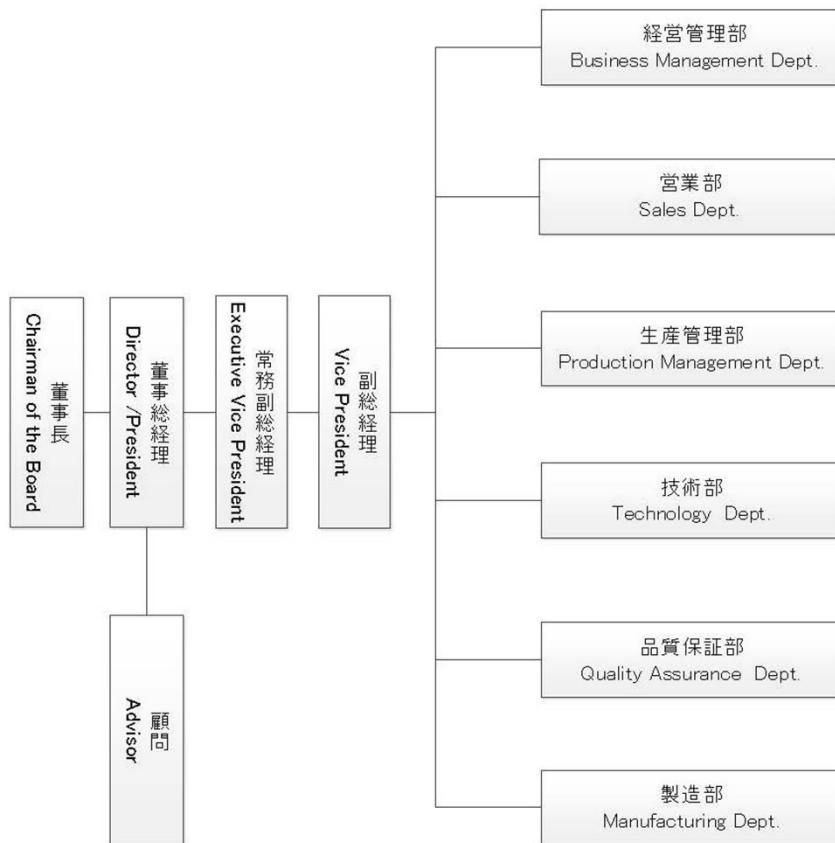 董事長
Chairman of the Board
董事総経理
Director /President
常務副総経理
Executive Vice President
副総経理
Vice President
顧問
Advisor
経営管理部
Business Management Dept.
営業部
Sales Dept.
生産管理部
Production Management Dept.
技術部
Technology Dept.
品質保証部
Quality Assurance Dept.
製造部
Manufacturing Dept.